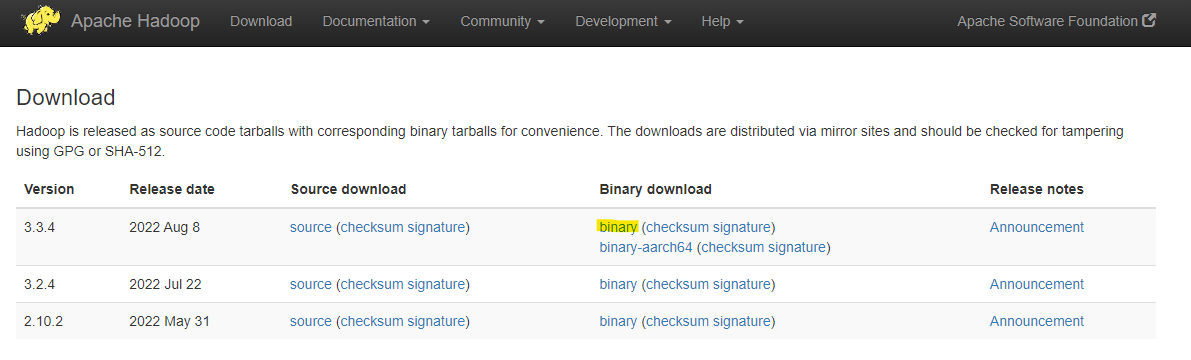 Apache Hadoop Download Documentation Community Development Help Apache Software Foundation
Download
Hadoop is released as source code tarballs with corresponding binary tarballs for convenience. The downloads are distributed via mirror sites and should be checked for tampering
using GPG or SHA-512.
Version Release date Source download Binary download Release notes
3.3.4 2022 Aug 8 source (checksum signature) binary (checksum signature) Announcement
binary-aarch64 (checksum signature)
3.2.4 2022 Jul 22 source (checksum signature) binary (checksum signature) Announcement
2.10.2 2022 May 31 source (checksum signature) binary (checksum signature) Announcement